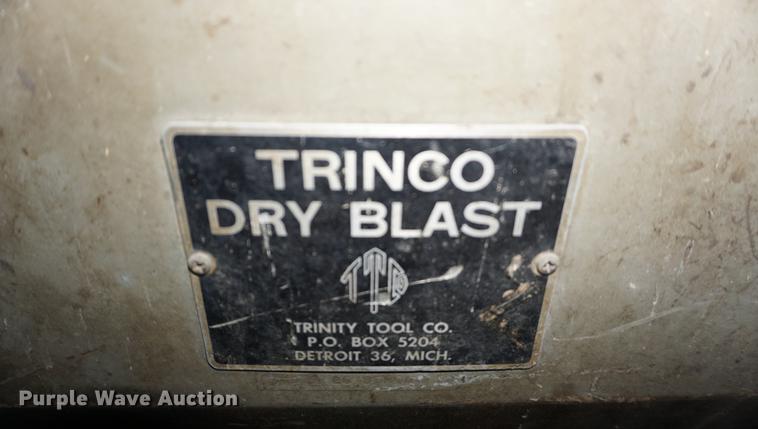 TRINCO
DRY BLAST
TRINITY TOOL CO.
P.O. BOX 5204
DETROIT 36, MICH.
Purple Wave Auction